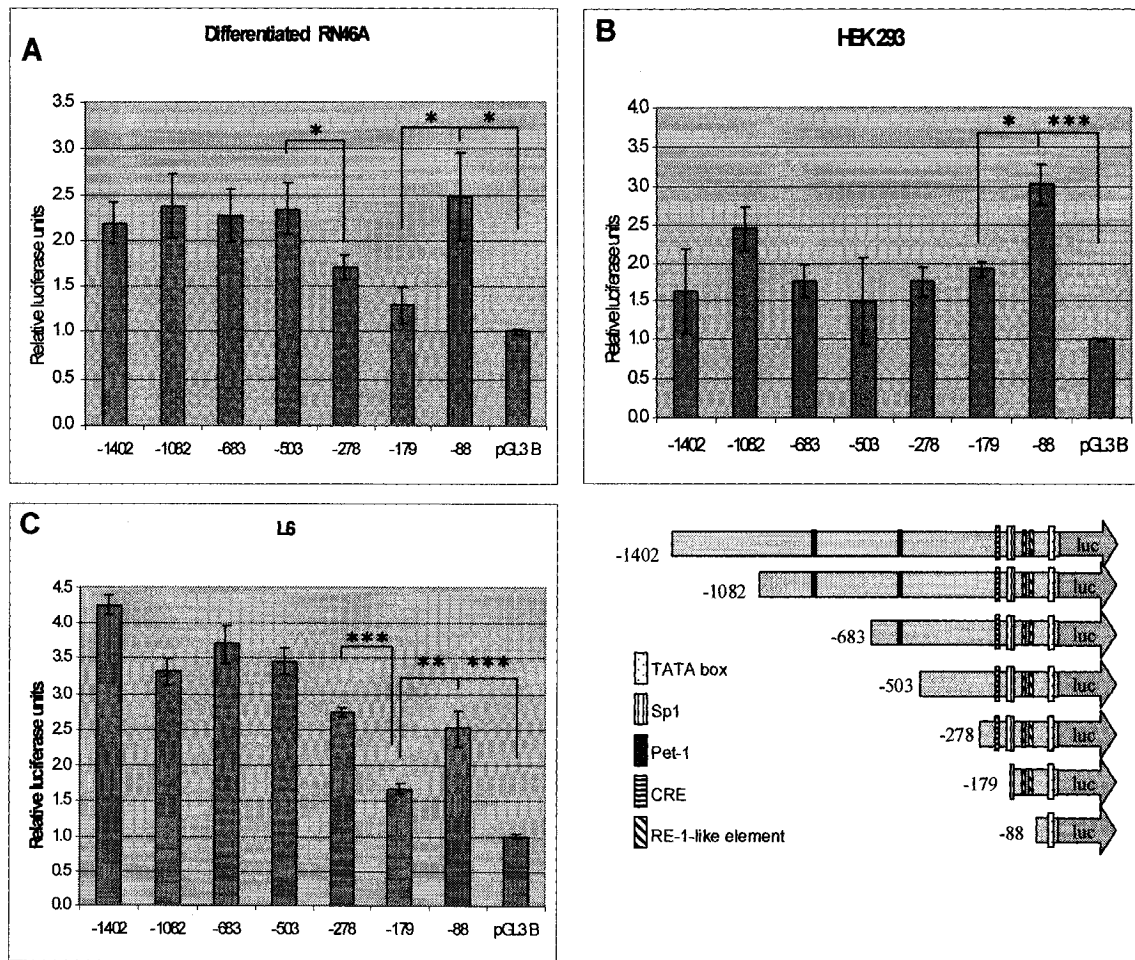 A
Differentiated RN46A
Relative luciferase units
3.5
3.0
2.5
2.0
1.5
1.0
0.5
0.0
*
* *
-1402 -1082 -683 -503 -278 -179 -88 pGL3 B
B
HEK293
Relative luciferase units
4.0
3.5
3.0
2.5
2.0
1.5
1.0
0.5
0.0
* ***
-1402 -1082 -683 -503 -278 -179 -88 pGL3 B
C
L6
Relative luciferase units
4.5
4.0
3.5
3.0
2.5
2.0
1.5
1.0
0.5
0.0
***
** ***
-1402 -1082 -683 -503 -278 -179 -88 pGL3 B
-1402 luc
-1082 luc
-683 luc
-503 luc
-278 luc
-179 luc
-88 luc
TATA box
Sp1
Pet-1
CRE
RE-1-like element